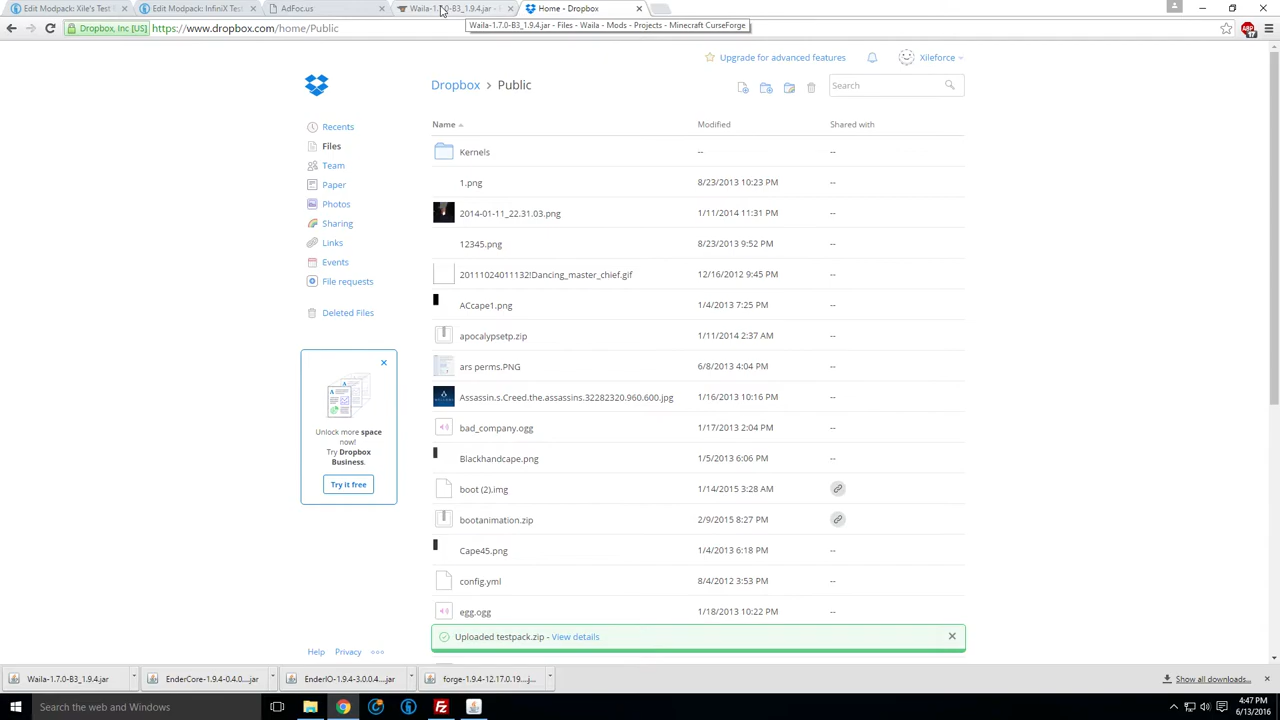 Edit Modpack: Xile's Test
Edit Modpack: InfiniX Tes
AdFoc.us
Waila-1.7.0-B3_1.9.4.jar -
Home - Dropbox
Waila-1.7.0-B3_1.9.4.jar - Files - Waila - Mods - Projects - Minecraft CurseForge
Dropbox, Inc [US]
https://www.dropbox.com/home/Public
ABP
17
Upgrade for advanced features
Xileforce
Dropbox > Public
Search
Recents
Files
Team
Paper
Photos
Sharing
Links
Events
File requests
Deleted Files
Unlock more space
now!
Try Dropbox
Business.
Try it free
Help Privacy
Name Modified Shared with
Kernels -- --
1.png 8/23/2013 10:23 PM --
2014-01-11_22.31.03.png 1/11/2014 11:31 PM --
12345.png 8/23/2013 9:52 PM --
20111024011132!Dancing_master_chief.gif 12/16/2012 9:45 PM --
ACcape1.png 1/4/2013 7:25 PM --
apocalypsetp.zip 1/11/2014 2:37 AM --
ars perms.PNG 6/8/2013 4:04 PM --
Assassin.s.Creed.the.assassins.32282320.960.600.jpg 1/16/2013 10:16 PM --
bad_company.ogg 1/17/2013 2:04 PM --
Blackhandcape.png 1/5/2013 6:06 PM --
boot (2).img 1/14/2015 3:28 AM
bootanimation.zip 2/9/2015 8:27 PM
Cape45.png 1/4/2013 6:18 PM --
config.yml 8/4/2012 3:53 PM --
egg.ogg 1/18/2013 10:22 PM --
Uploaded testpack.zip - View details
Waila-1.7.0-B3_1.9.4.jar
EnderCore-1.9.4-0.4.0....jar
EnderIO-1.9.4-3.0.0.4....jar
forge-1.9.4-12.17.0.19....j...
Show all downloads...
Search the web and Windows
4:47 PM
6/13/2016